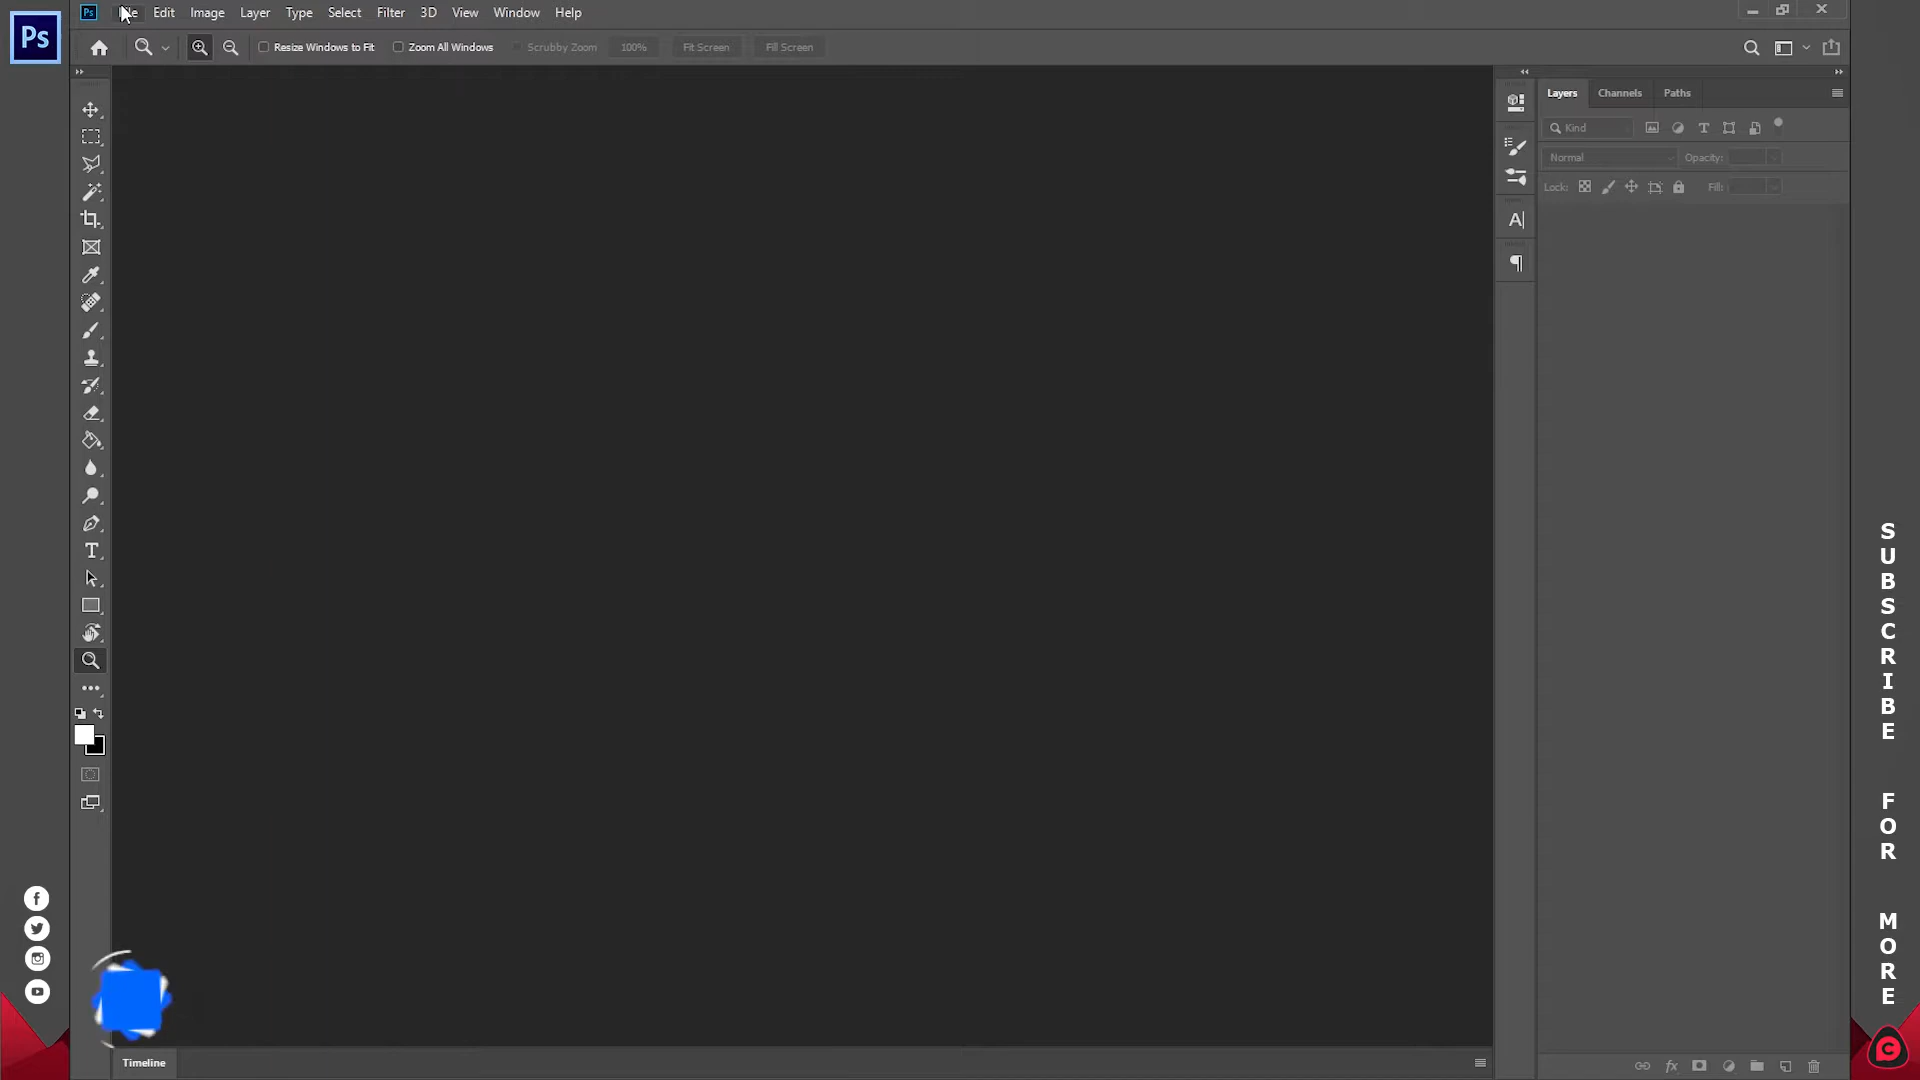 Ps
Ps Edit Image Layer Type Select Filter 3D View Window Help
Resize Windows to Fit Zoom All Windows Scrubby Zoom 100% Fit Screen Fill Screen
Layers Channels Paths
Kind
Normal Opacity:
Lock: Fill:
Timeline
SUBSCRIBE
FOR
MORE